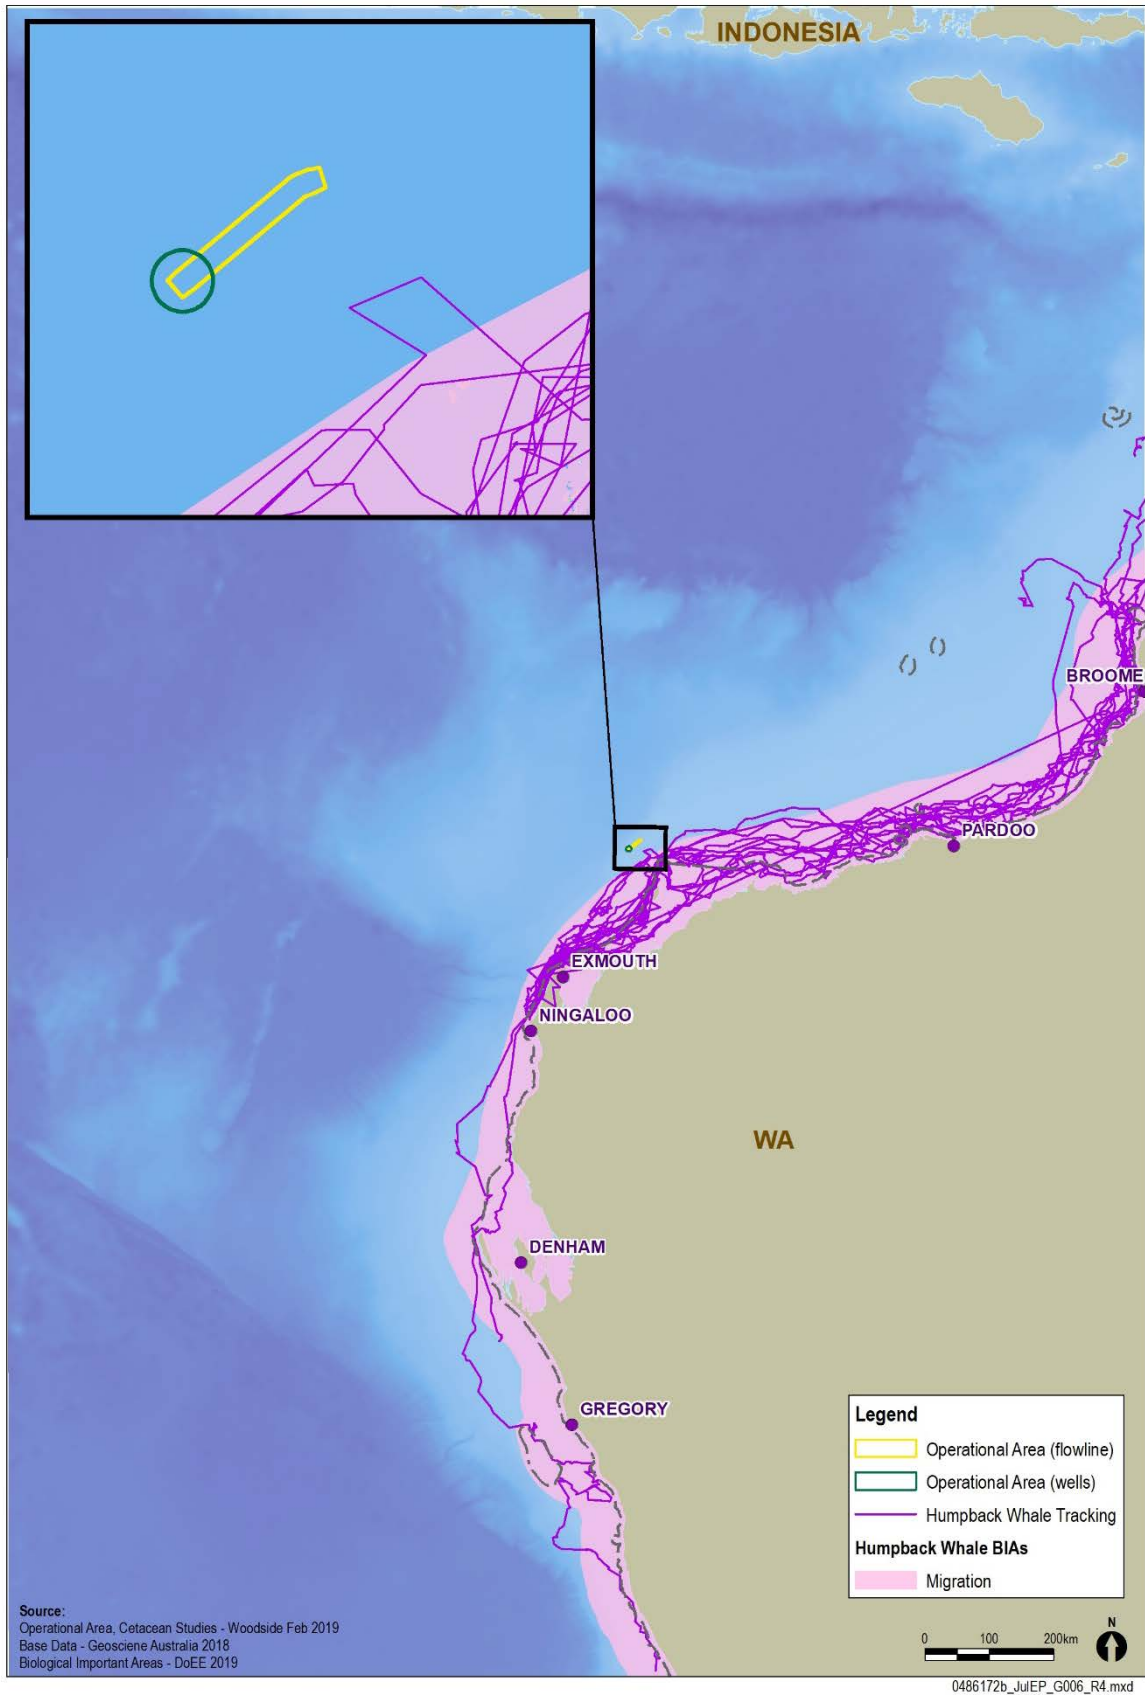 INDONESIA
BROOME
PARDOO
EXMOUTH
NINGALOO
WA
DENHAM
GREGORY
Legend
Operational Area (flowline)
Operational Area (wells)
Humpback Whale Tracking
Humpback Whale BIAs
Migration
Source:
Operational Area, Cetacean Studies - Woodside Feb 2019
Base Data - Geosciene Australia 2018
Biological Important Areas - DoEE 2019
0 100 200km
N
0486172b_JulEP_G006_R4.mxd